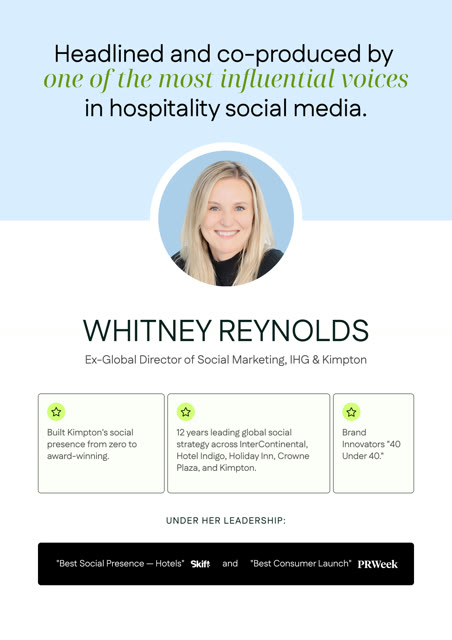 Headlined and co-produced by
one of the most influential voices
in hospitality social media.
WHITNEY REYNOLDS
Ex-Global Director of Social Marketing, IHG & Kimpton
Built Kimpton's social
presence from zero to
award-winning.
12 years leading global social
strategy across InterContinental,
Hotel Indigo, Holiday Inn, Crowne
Plaza, and Kimpton.
Brand
Innovators "40
Under 40."
UNDER HER LEADERSHIP:
"Best Social Presence — Hotels" Skift and "Best Consumer Launch" PRWeek